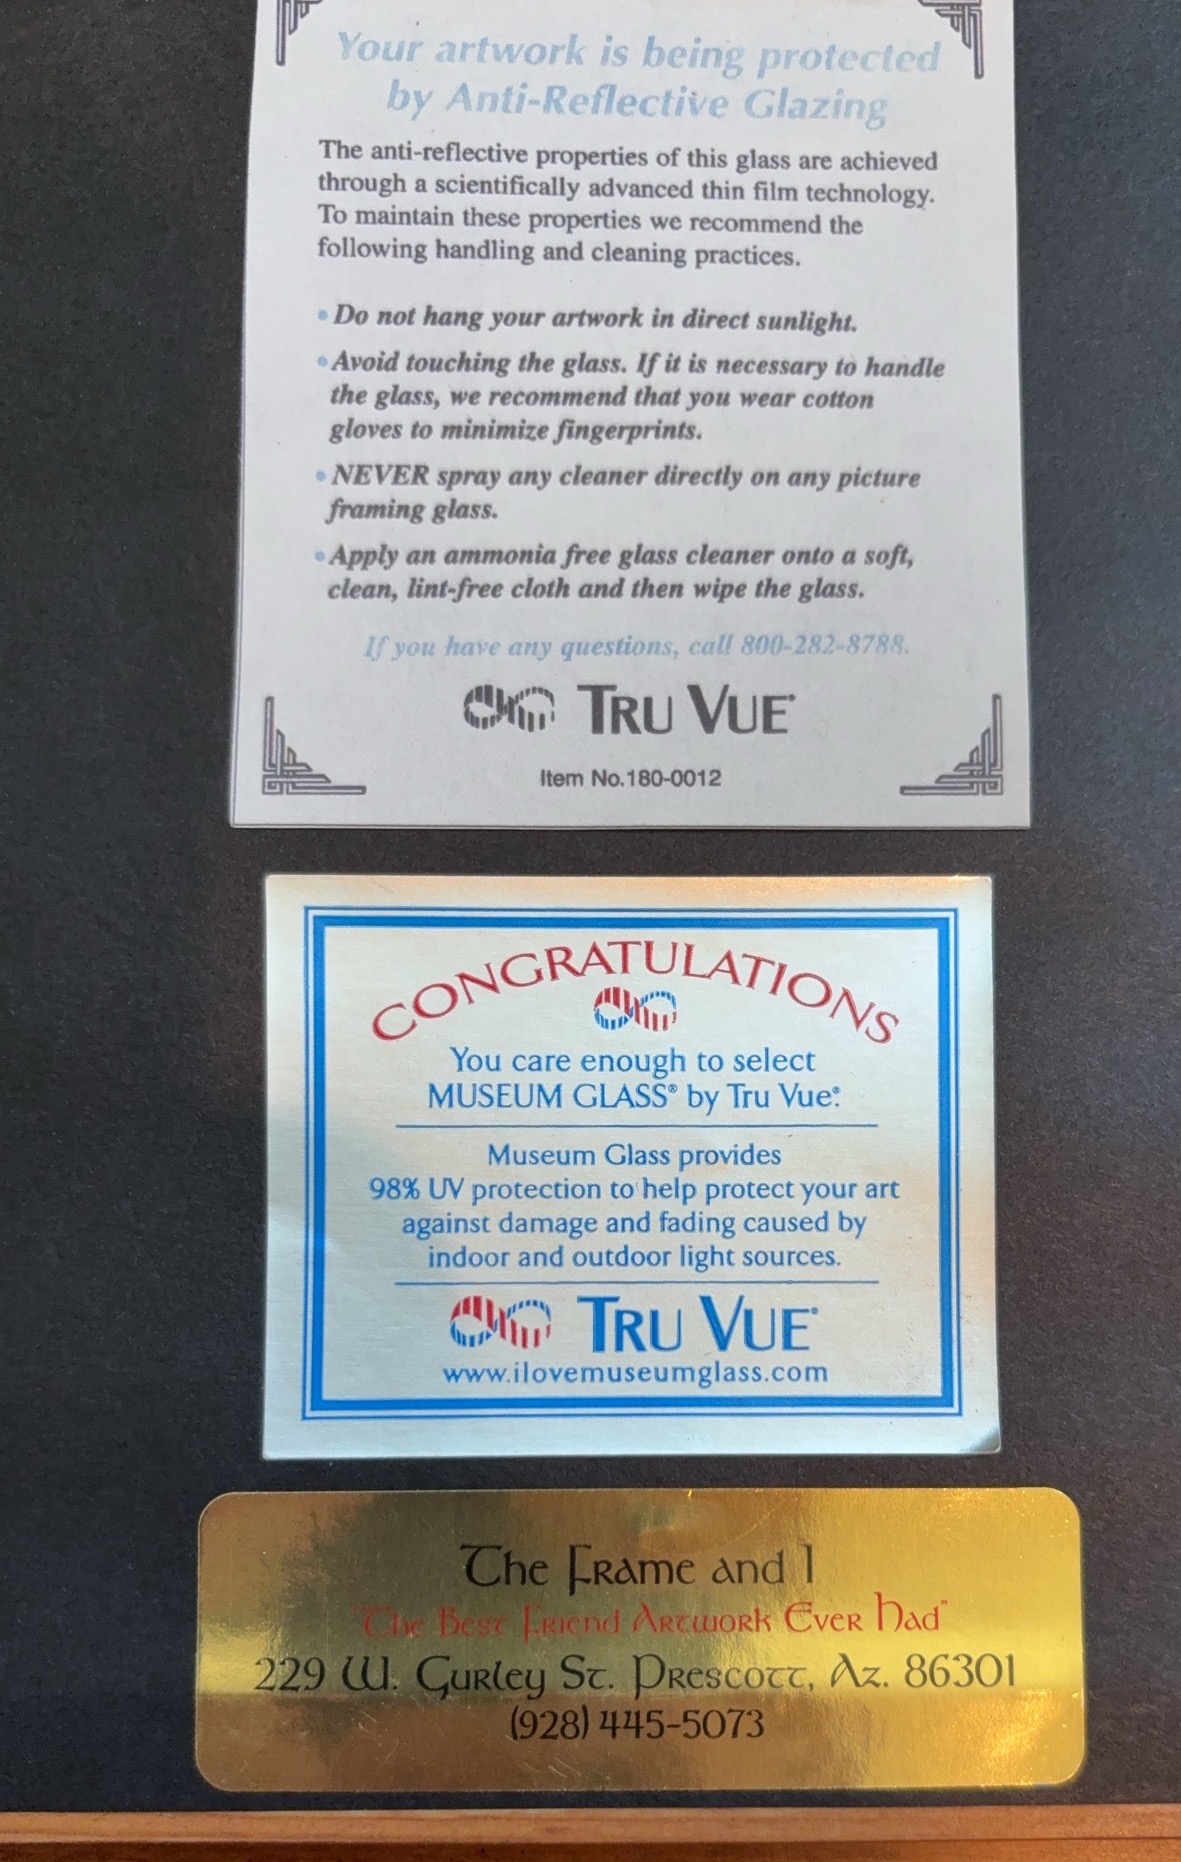 Your artwork is being protected
by Anti-Reflective Glazing
The anti-reflective properties of this glass are achieved
through a scientifically advanced thin film technology.
To maintain these properties we recommend the
following handling and cleaning practices.
• Do not hang your artwork in direct sunlight.
• Avoid touching the glass. If it is necessary to handle
the glass, we recommend that you wear cotton
gloves to minimize fingerprints.
• NEVER spray any cleaner directly on any picture
framing glass.
• Apply an ammonia free glass cleaner onto a soft,
clean, lint-free cloth and then wipe the glass.
If you have any questions, call 800-282-8788.
TRU VUE®
Item No.180-0012
CONGRATULATIONS
You care enough to select
MUSEUM GLASS® by Tru Vue®.
Museum Glass provides
98% UV protection to help protect your art
against damage and fading caused by
indoor and outdoor light sources.
TRU VUE®
www.ilovemuseumglass.com
The Frame and I
"The Best Friend Artwork Ever Had"
229 W. Gurley St. Prescott, Az. 86301
(928) 445-5073